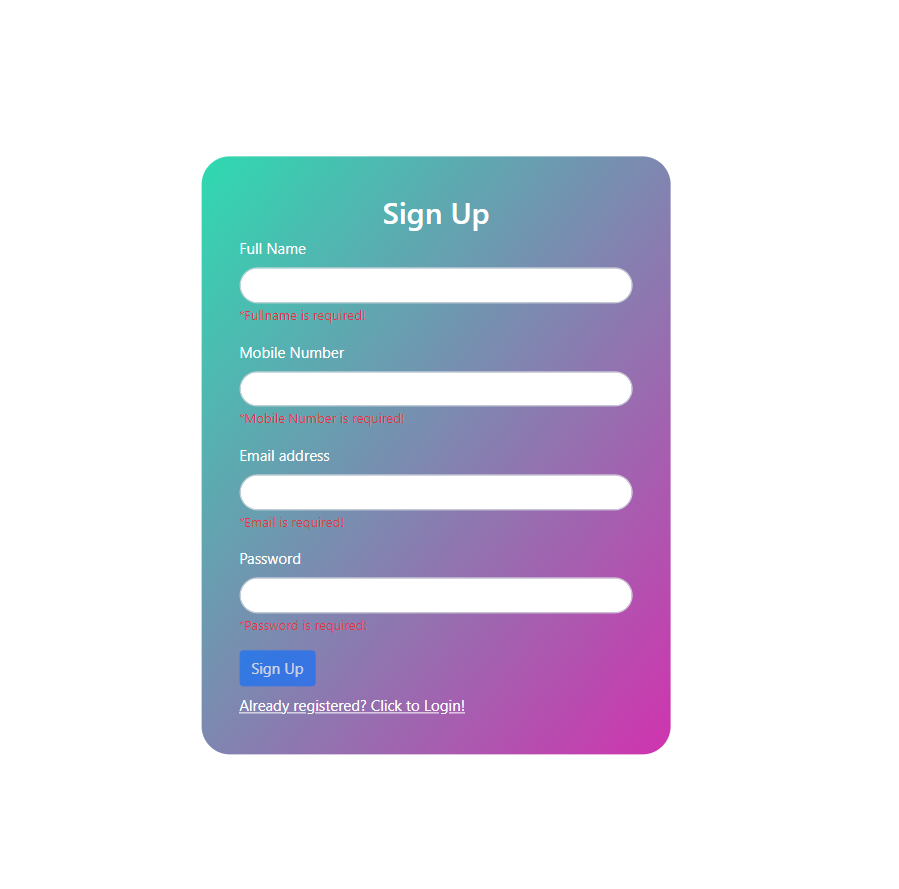 Sign Up
Full Name
*Fullname is required!
Mobile Number
*Mobile Number is required!
Email address
*Email is required!
Password
*Password is required!
Sign Up
Already registered? Click to Login!